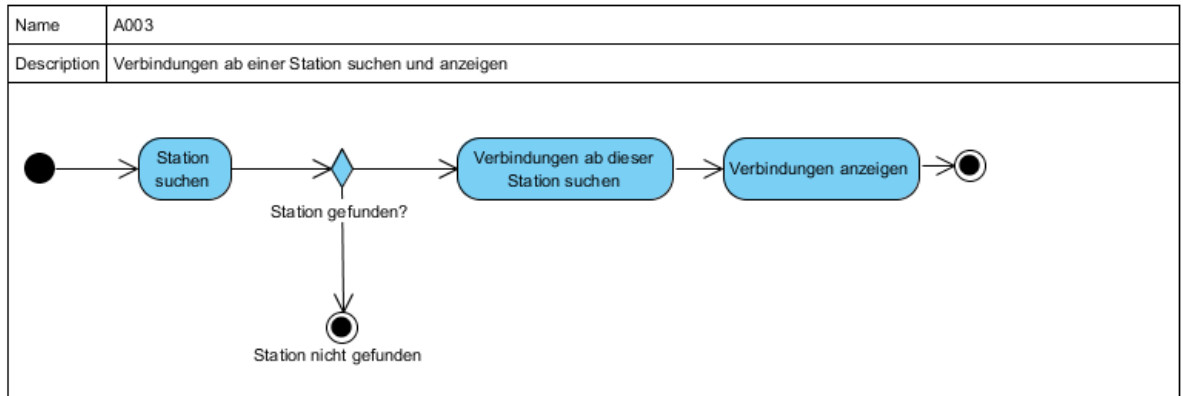 Name A003
Description Verbindungen ab einer Station suchen und anzeigen
Station
suchen
Station gefunden?
Verbindungen ab dieser
Station suchen
Verbindungen anzeigen
Station nicht gefunden